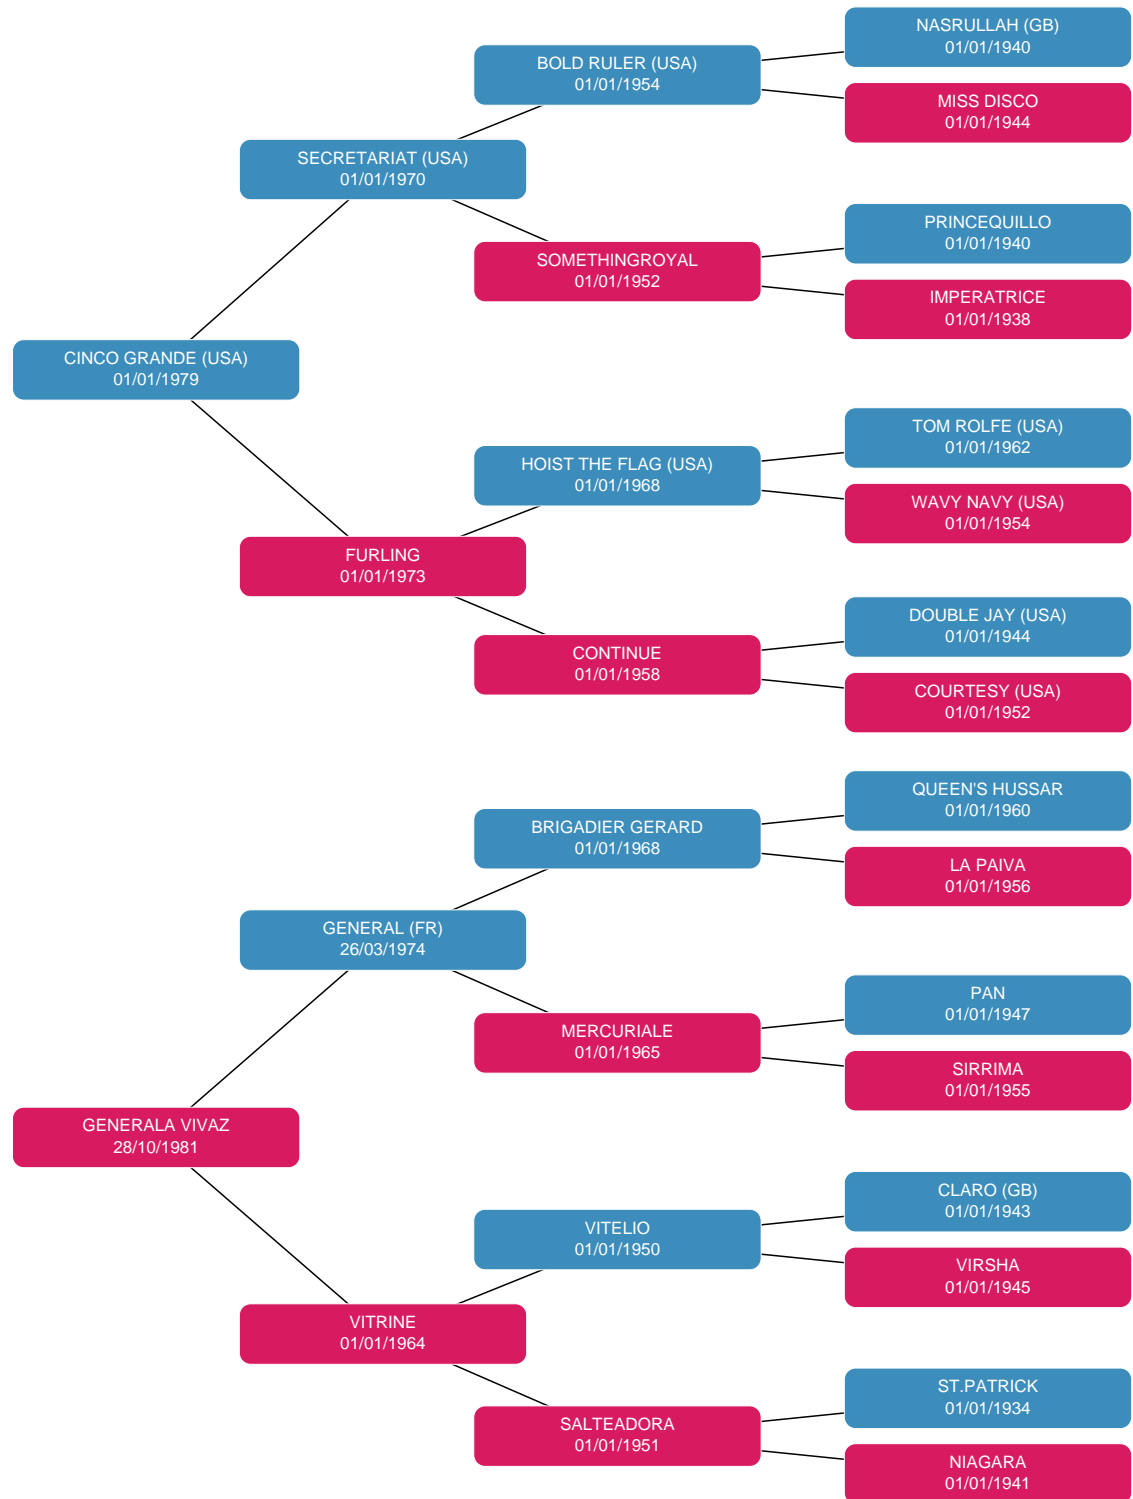 NASRULLAH (GB)
01/01/1940
BOLD RULER (USA)
01/01/1954
MISS DISCO
01/01/1944
SECRETARIAT (USA)
01/01/1970
PRINCEQUILLO
01/01/1940
SOMETHINGROYAL
01/01/1952
IMPERATRICE
01/01/1938
CINCO GRANDE (USA)
01/01/1979
TOM ROLFE (USA)
01/01/1962
HOIST THE FLAG (USA)
01/01/1968
WAVY NAVY (USA)
01/01/1954
FURLING
01/01/1973
DOUBLE JAY (USA)
01/01/1944
CONTINUE
01/01/1958
COURTESY (USA)
01/01/1952
QUEEN'S HUSSAR
01/01/1960
BRIGADIER GERARD
01/01/1968
LA PAIVA
01/01/1956
GENERAL (FR)
26/03/1974
PAN
01/01/1947
MERCURIALE
01/01/1965
SIRRIMA
01/01/1955
GENERALA VIVAZ
28/10/1981
CLARO (GB)
01/01/1943
VITELIO
01/01/1950
VIRSHA
01/01/1945
VITRINE
01/01/1964
ST.PATRICK
01/01/1934
SALTEADORA
01/01/1951
NIAGARA
01/01/1941